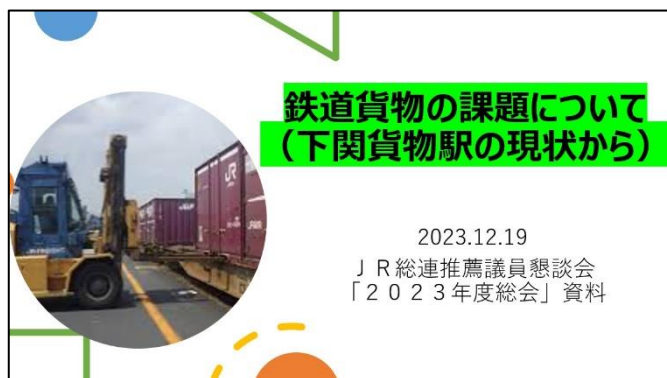 鉄道貨物の課題について
（下関貨物駅の現状から）
2023.12.19
ＪＲ総連推薦議員懇談会
「２０２３年度総会」資料
JR